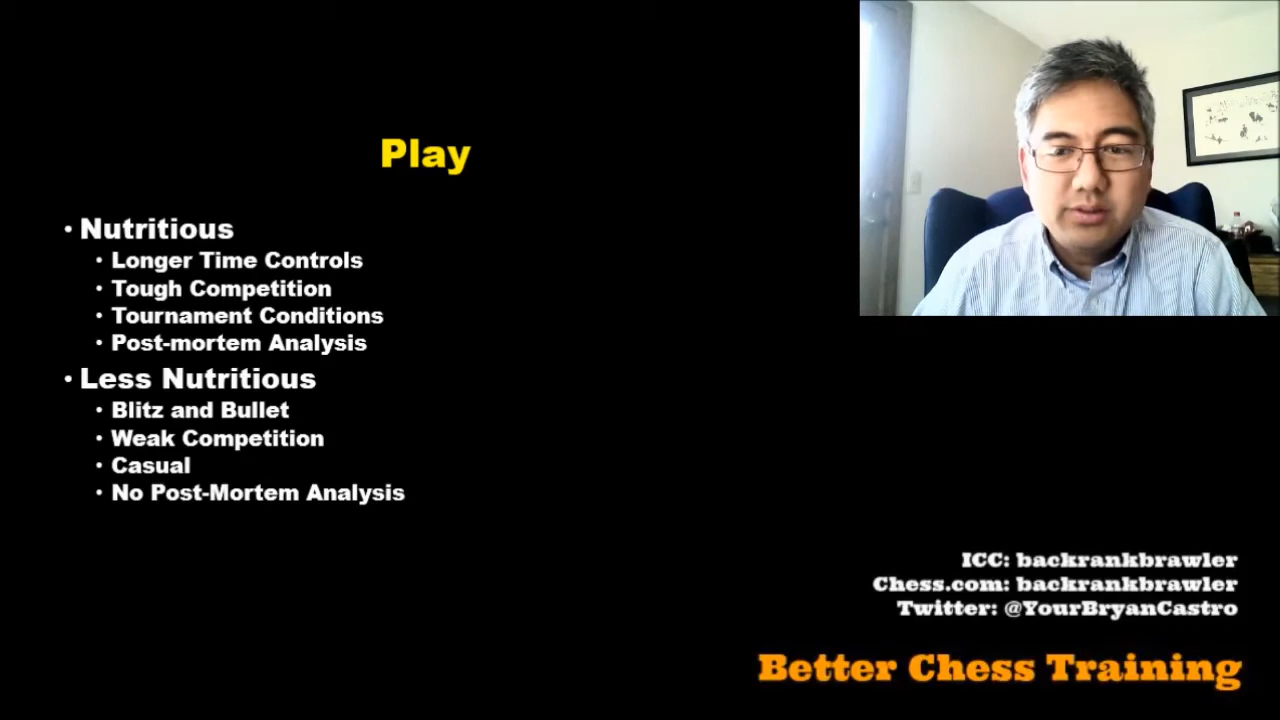 Play
• Nutritious
• Longer Time Controls
• Tough Competition
• Tournament Conditions
• Post-mortem Analysis
• Less Nutritious
• Blitz and Bullet
• Weak Competition
• Casual
• No Post-Mortem Analysis
ICC: backrankbrawler
Chess.com: backrankbrawler
Twitter: @YourBryanCastro
Better Chess Training